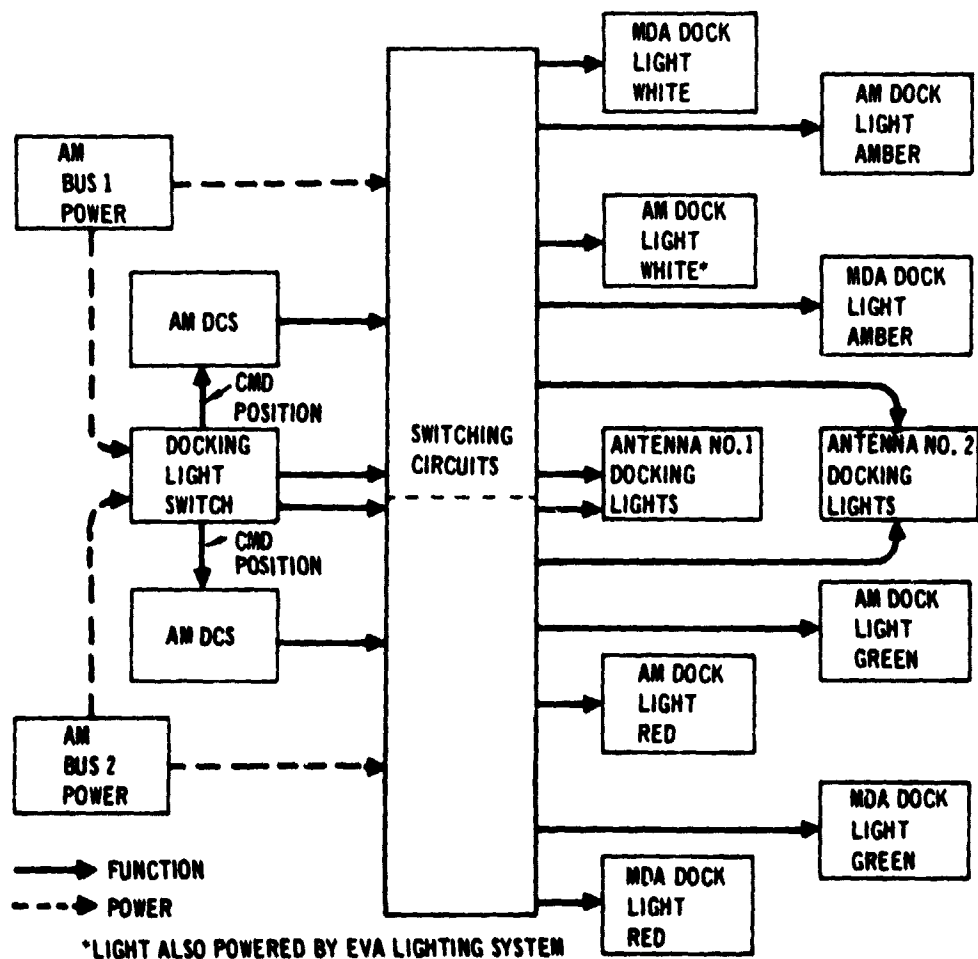 MDA DOCK
LIGHT
WHITE
AM DOCK
LIGHT
AMBER
AM
BUS 1
POWER
AM DOCK
LIGHT
WHITE*
MDA DOCK
LIGHT
AMBER
AM DCS
CMD
POSITION
DOCKING
LIGHT
SWITCH
SWITCHING
CIRCUITS
ANTENNA NO. 1
DOCKING
LIGHTS
ANTENNA NO. 2
DOCKING
LIGHTS
CMD
POSITION
AM DCS
AM DOCK
LIGHT
GREEN
AM DOCK
LIGHT
RED
AM
BUS 2
POWER
MDA DOCK
LIGHT
GREEN
MDA DOCK
LIGHT
RED
FUNCTION
POWER
*LIGHT ALSO POWERED BY EVA LIGHTING SYSTEM